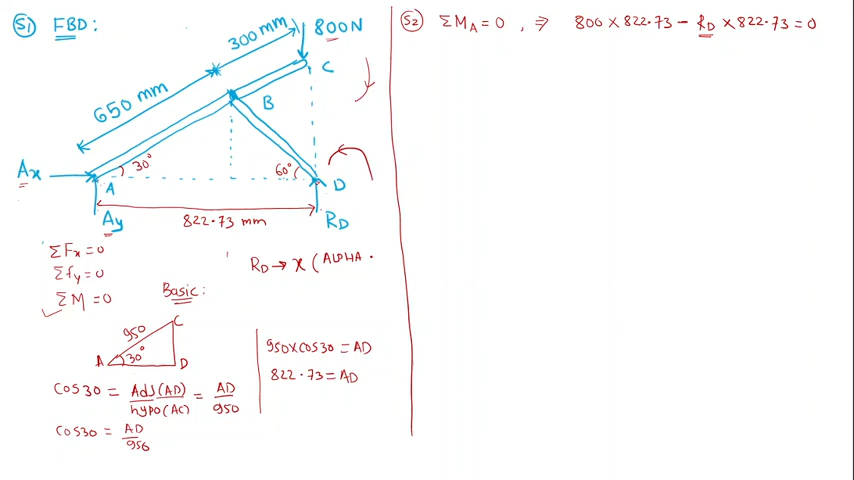 S1 FBD:
300 mm
800N
650 mm
C
B
Ax
30°
60°
A
D
822.73 mm
Ay
RD
ΣFx = 0
Σfy = 0
ΣM = 0
RD → x (ALPHA .
Basic:
950
C
A
30°
D
cos30 = Adj(AD)/hypo(AC) = AD/950
cos30 = AD/950
950xcos30 = AD
822.73 = AD
S2 ΣMA = 0 , ⇒ 800 × 822.73 − RD × 822.73 = 0